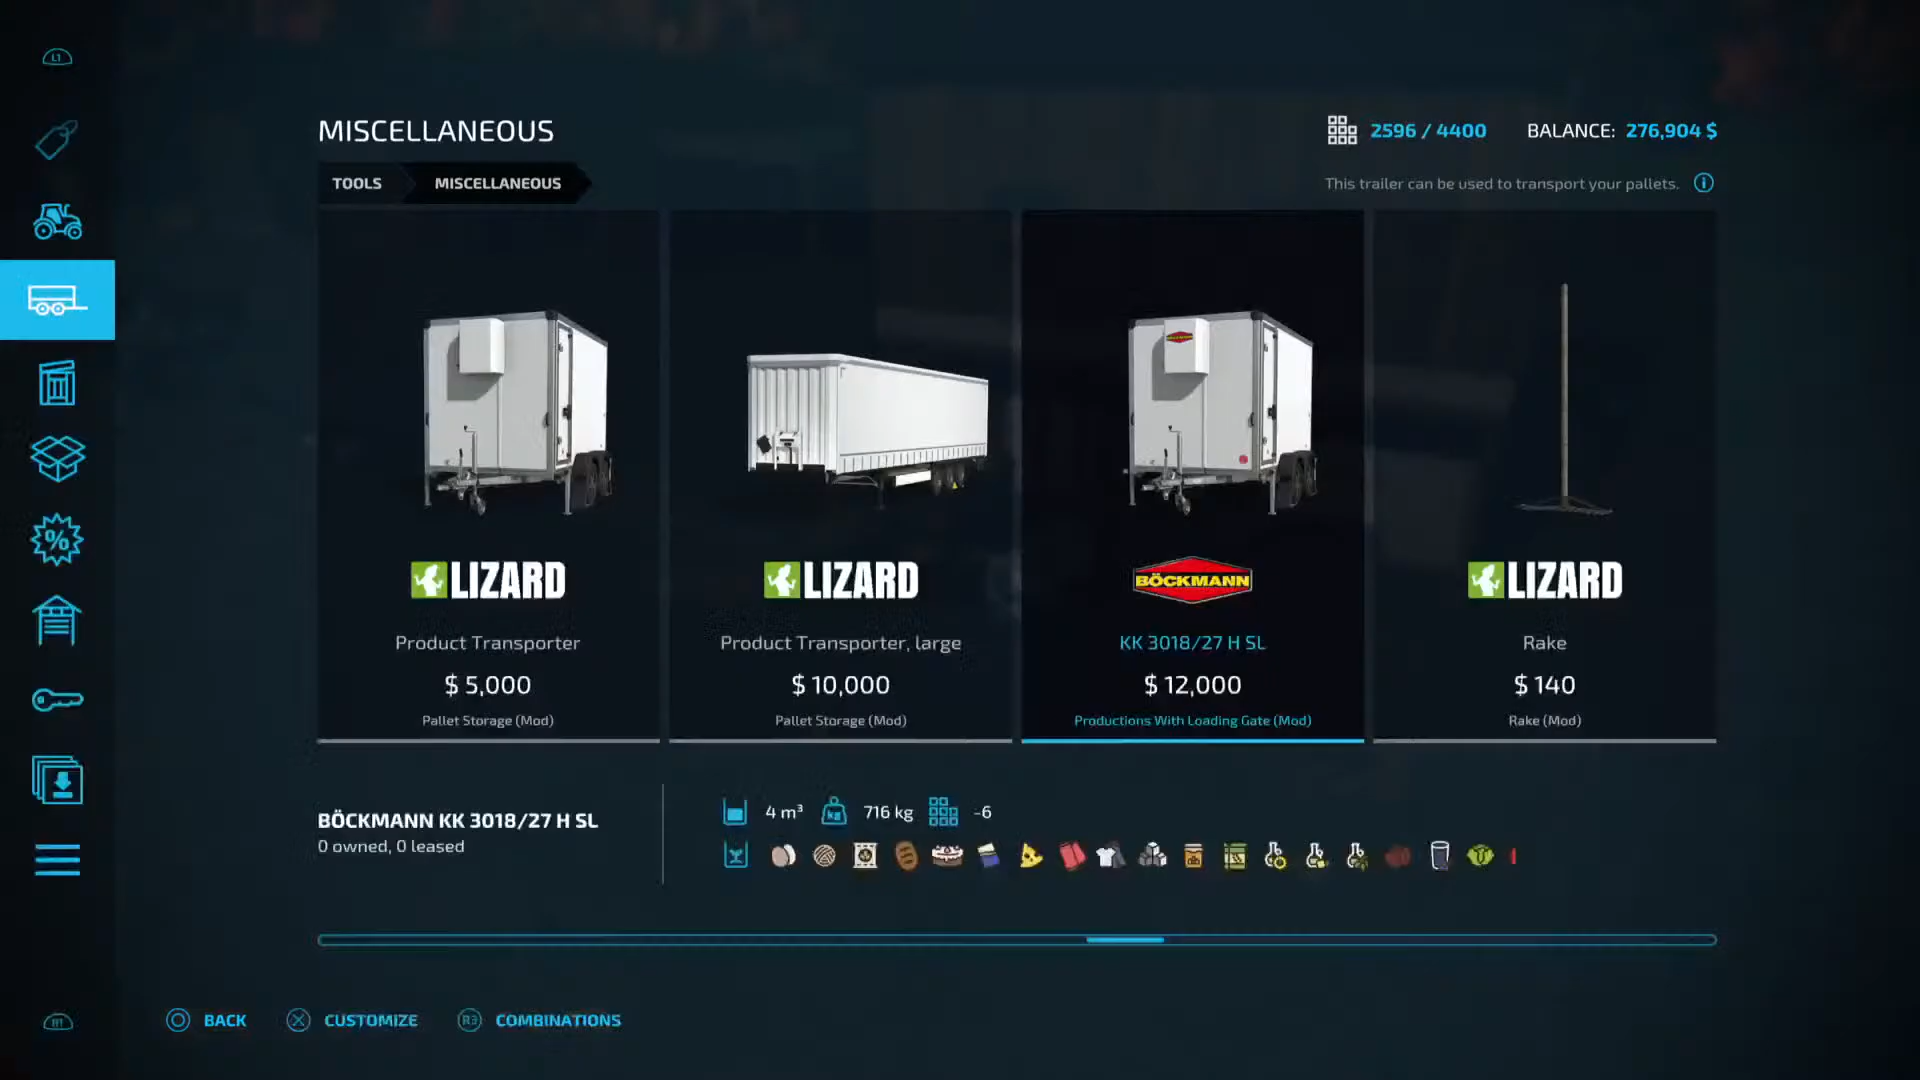 L1
MISCELLANEOUS
2596 / 4400 BALANCE: 276,904 $
TOOLS MISCELLANEOUS
This trailer can be used to transport your pallets.
LIZARD
Product Transporter
$ 5,000
Pallet Storage (Mod)
LIZARD
Product Transporter, large
$ 10,000
Pallet Storage (Mod)
BÖCKMANN
KK 3018/27 H SL
$ 12,000
Productions With Loading Gate (Mod)
LIZARD
Rake
$ 140
Rake (Mod)
BÖCKMANN KK 3018/27 H SL
0 owned, 0 leased
4 m³ kg 716 kg -6
R1
BACK CUSTOMIZE R3 COMBINATIONS